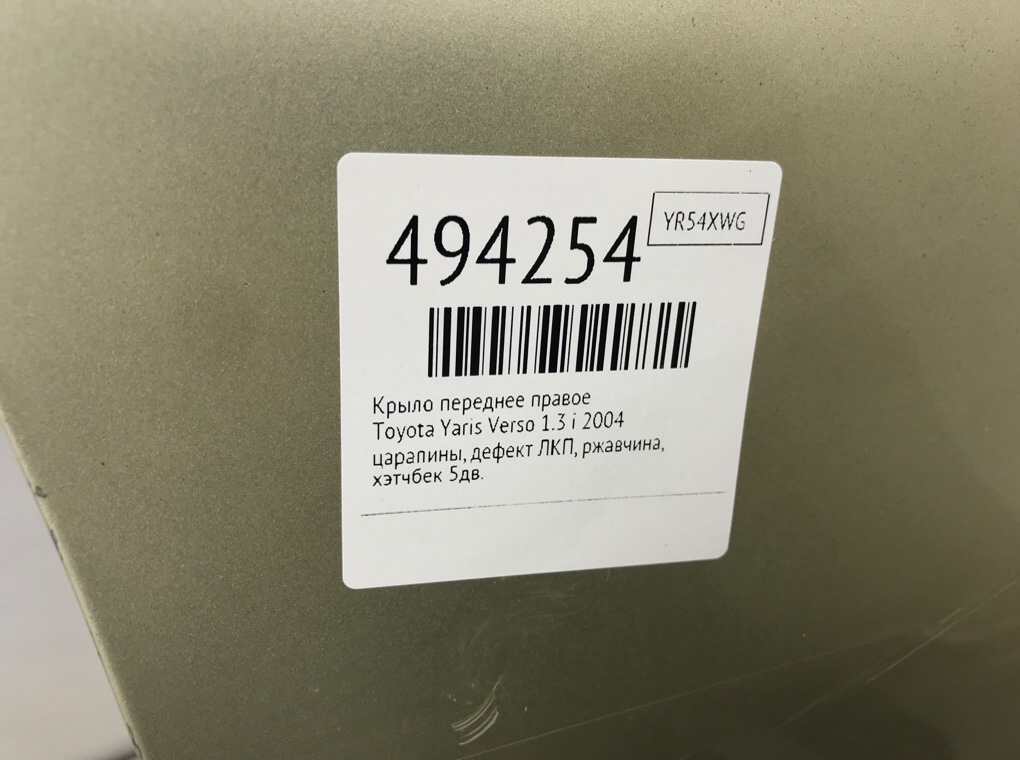 494254
YR54XWG
Крыло переднее правое
Toyota Yaris Verso 1.3 i 2004
царапины, дефект ЛКП, ржавчина,
хэтчбек 5дв.